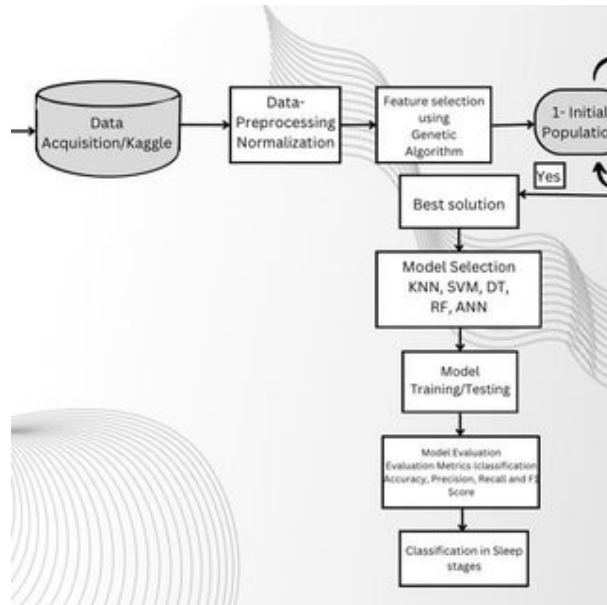 Data
Acquisition/Kaggle
Data-
Preprocessing
Normalization
Feature selection
using
Genetic
Algorithm
1- Initial
Population
Yes
Best solution
Model Selection
KNN, SVM, DT,
RF, ANN
Model
Training/Testing
Model Evaluation
Evaluation Metrics (classification
Accuracy, Precision, Recall and F1
Score
Classification in Sleep
stages